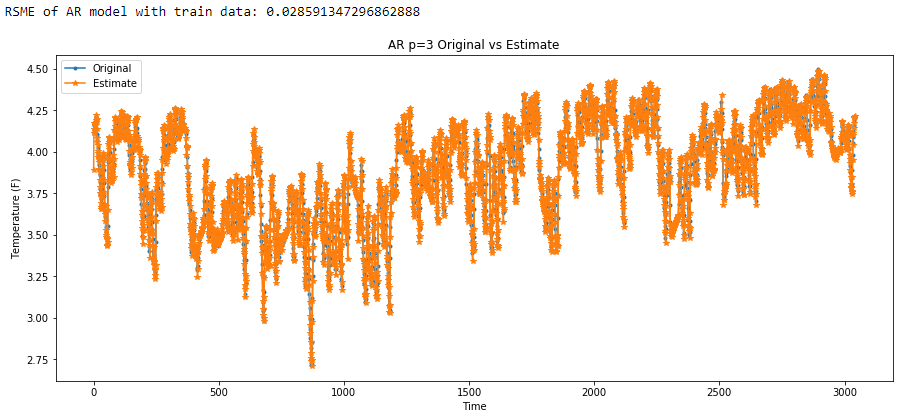 RSME of AR model with train data: 0.028591347296862888
AR p=3 Original vs Estimate
Original
Estimate
4.50
4.25
4.00
3.75
3.50
3.25
3.00
2.75
Temperature (F)
0 500 1000 1500 2000 2500 3000
Time